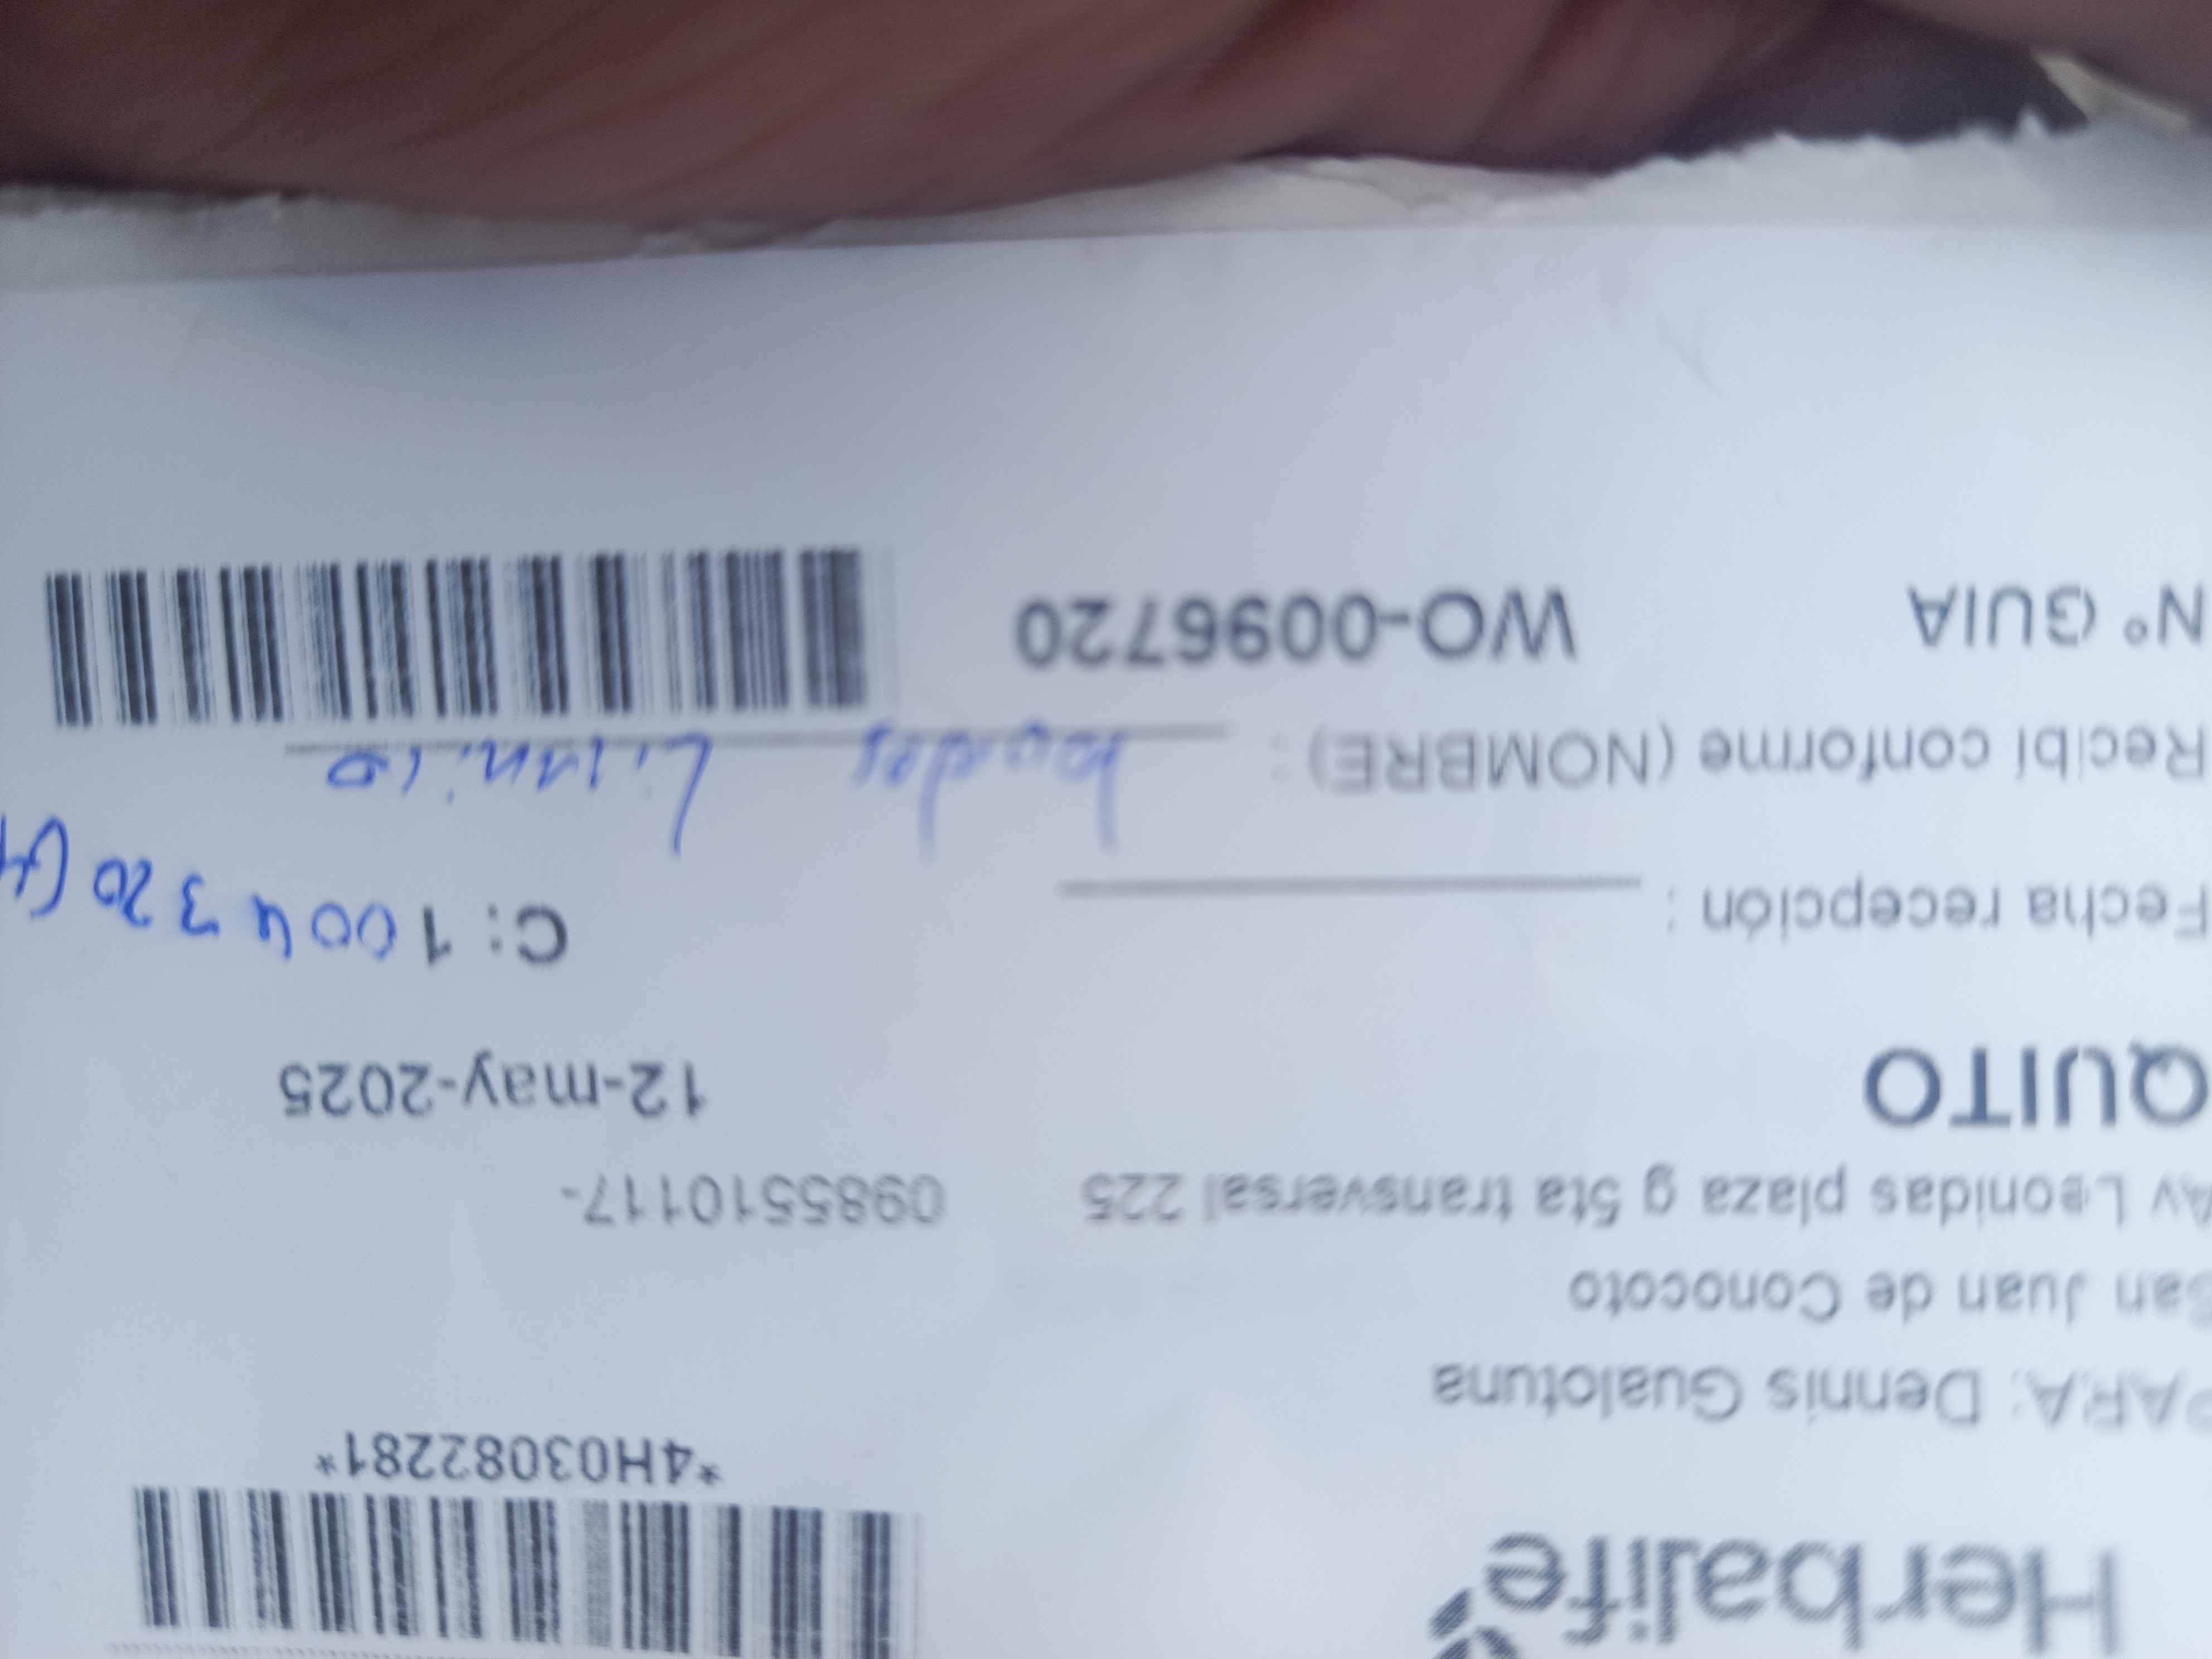 Herbalife
*4H03082281*
PARA: Dennis Gualotuna
San Juan de Conocoto
Av Leonidas plaza g 5ta transversal 225 0985510117-
QUITO 12-may-2025
Fecha recepción : C: 1004320
Recibí conforme (NOMBRE) :
N° GUIA WO-0096720